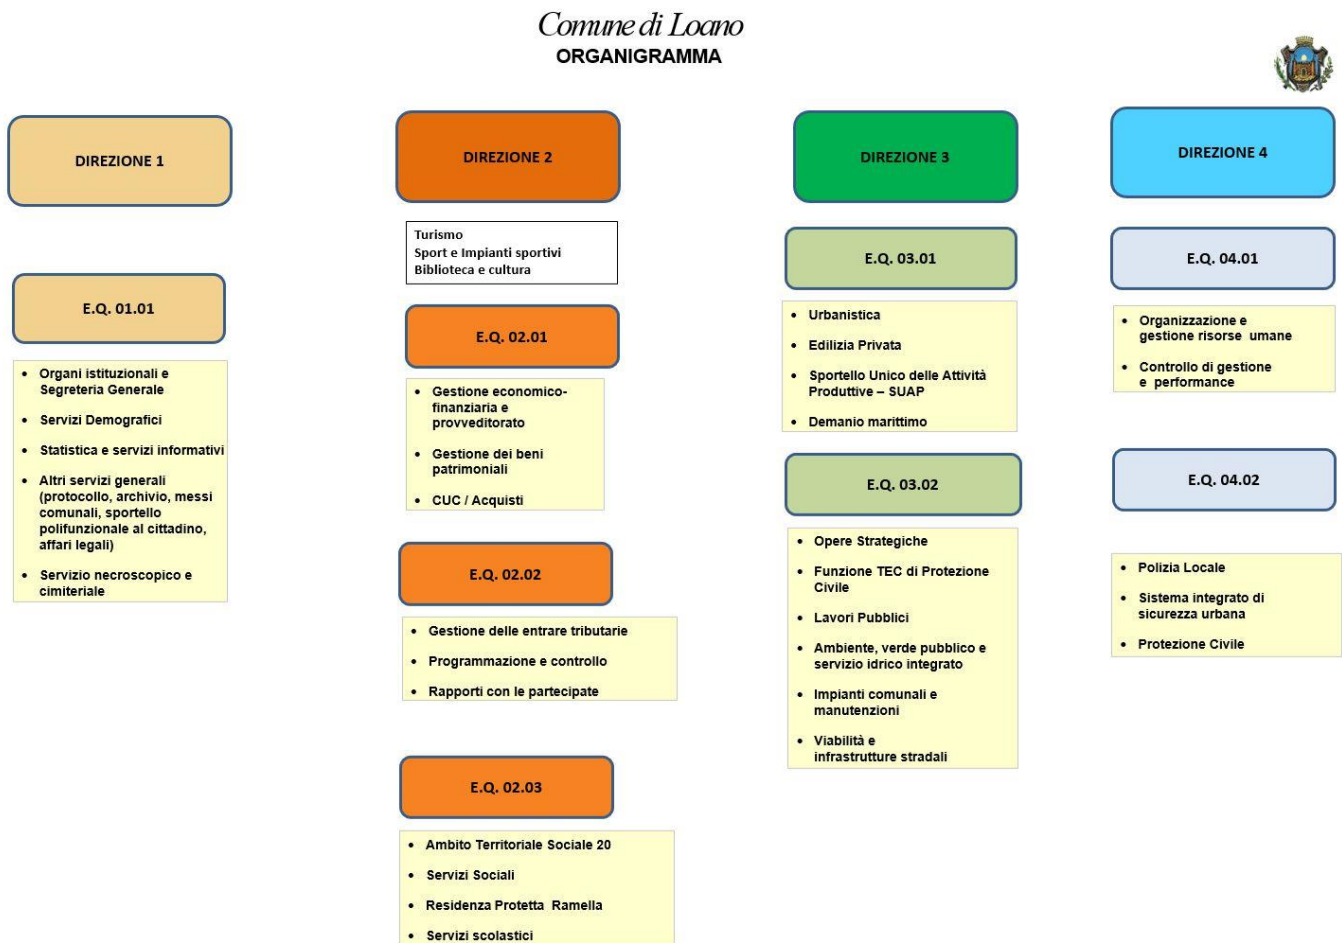 Comune di Loano
ORGANIGRAMMA
DIREZIONE 1
E.Q. 01.01
• Organi istituzionali e
Segreteria Generale
• Servizi Demografici
• Statistica e servizi informativi
• Altri servizi generali
(protocollo, archivio, messi
comunali, sportello
polifunzionale al cittadino,
affari legali)
• Servizio necroscopico e
cimiteriale
DIREZIONE 2
Turismo
Sport e Impianti sportivi
Biblioteca e cultura
E.Q. 02.01
• Gestione economico-
finanziaria e
provveditorato
• Gestione dei beni
patrimoniali
• CUC / Acquisti
E.Q. 02.02
• Gestione delle entrare tributarie
• Programmazione e controllo
• Rapporti con le partecipate
E.Q. 02.03
• Ambito Territoriale Sociale 20
• Servizi Sociali
• Residenza Protetta Ramella
• Servizi scolastici
DIREZIONE 3
E.Q. 03.01
• Urbanistica
• Edilizia Privata
• Sportello Unico delle Attività
Produttive – SUAP
• Demanio marittimo
E.Q. 03.02
• Opere Strategiche
• Funzione TEC di Protezione
Civile
• Lavori Pubblici
• Ambiente, verde pubblico e
servizio idrico integrato
• Impianti comunali e
manutenzioni
• Viabilità e
infrastrutture stradali
DIREZIONE 4
E.Q. 04.01
• Organizzazione e
gestione risorse umane
• Controllo di gestione
e performance
E.Q. 04.02
• Polizia Locale
• Sistema integrato di
sicurezza urbana
• Protezione Civile